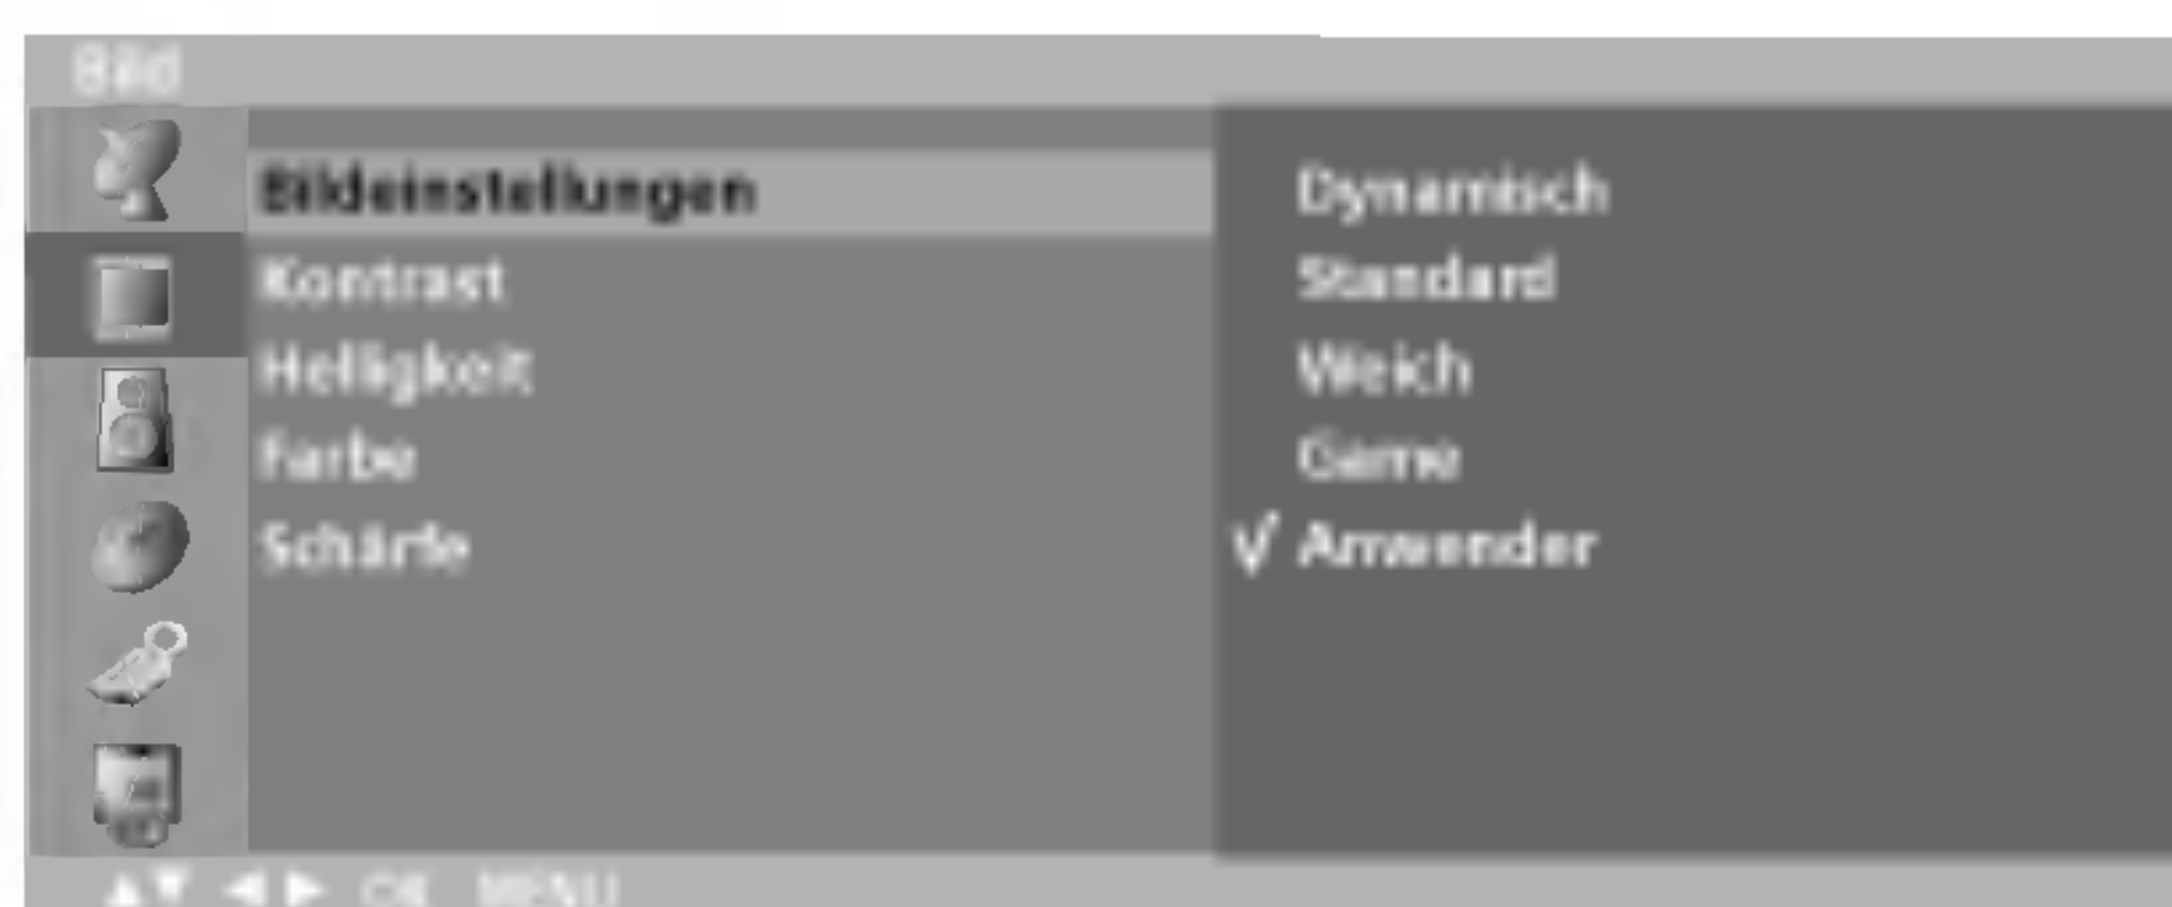 Bild
Bildeinstellungen
Dynamisch
Kontrast
Standard
Helligkeit
Weich
Farbe
Game
Schärfe
√ Anwender
▲▼ ◀ ▶ OK MENU